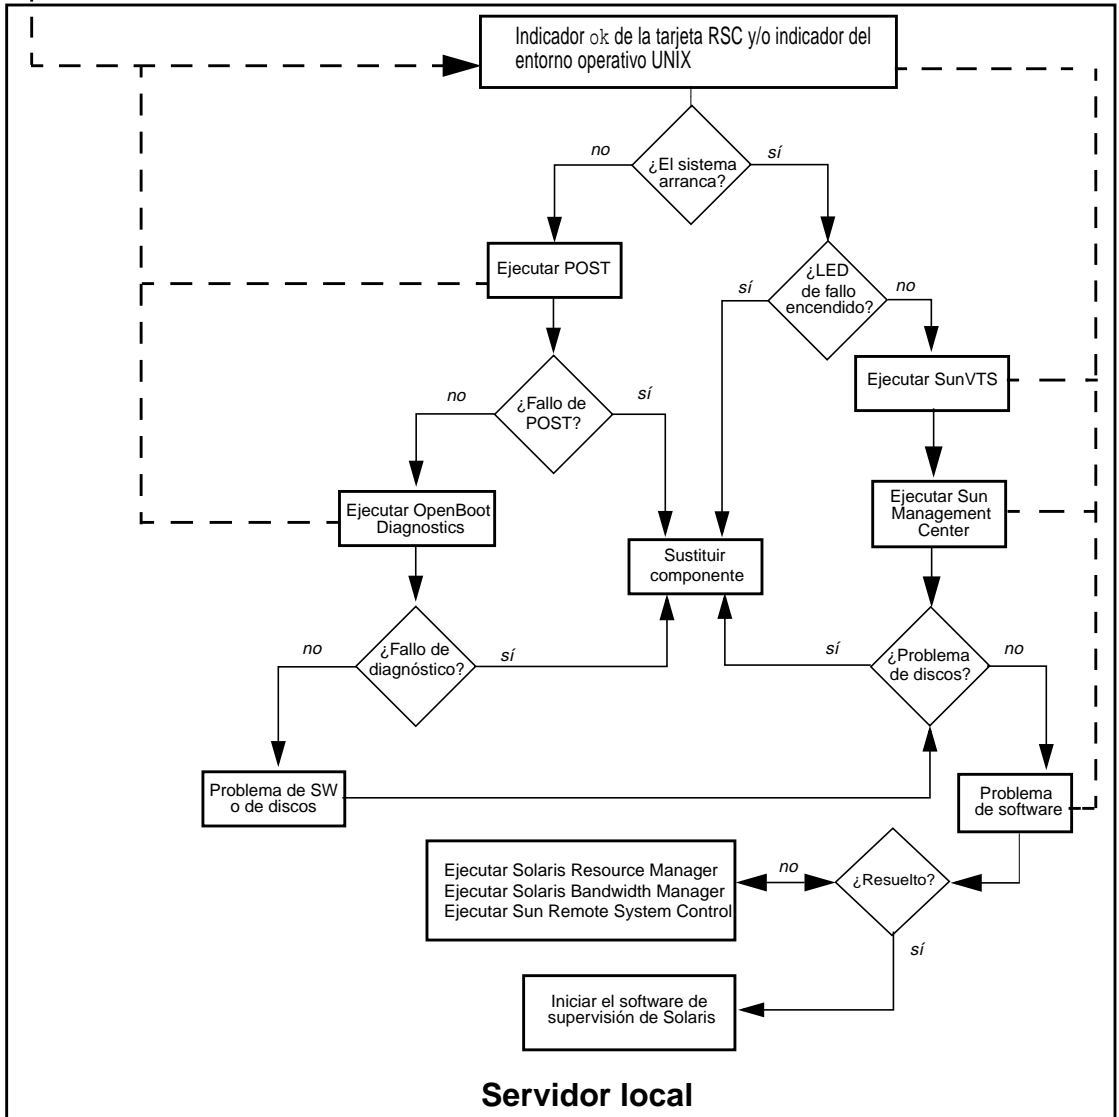 Indicador ok de la tarjeta RSC y/o indicador del
entorno operativo UNIX
no
sí
¿El sistema
arranca?
Ejecutar POST
¿LED
de fallo
encendido?
sí
no
Ejecutar SunVTS
no
¿Fallo de
POST?
sí
Ejecutar OpenBoot
Diagnostics
Ejecutar Sun
Management
Center
Sustituir
componente
no
¿Fallo de
diagnóstico?
sí
sí
¿Problema
de discos?
no
Problema de SW
o de discos
Problema
de software
Ejecutar Solaris Resource Manager
Ejecutar Solaris Bandwidth Manager
Ejecutar Sun Remote System Control
no
¿Resuelto?
sí
Iniciar el software de
supervisión de Solaris
Servidor local